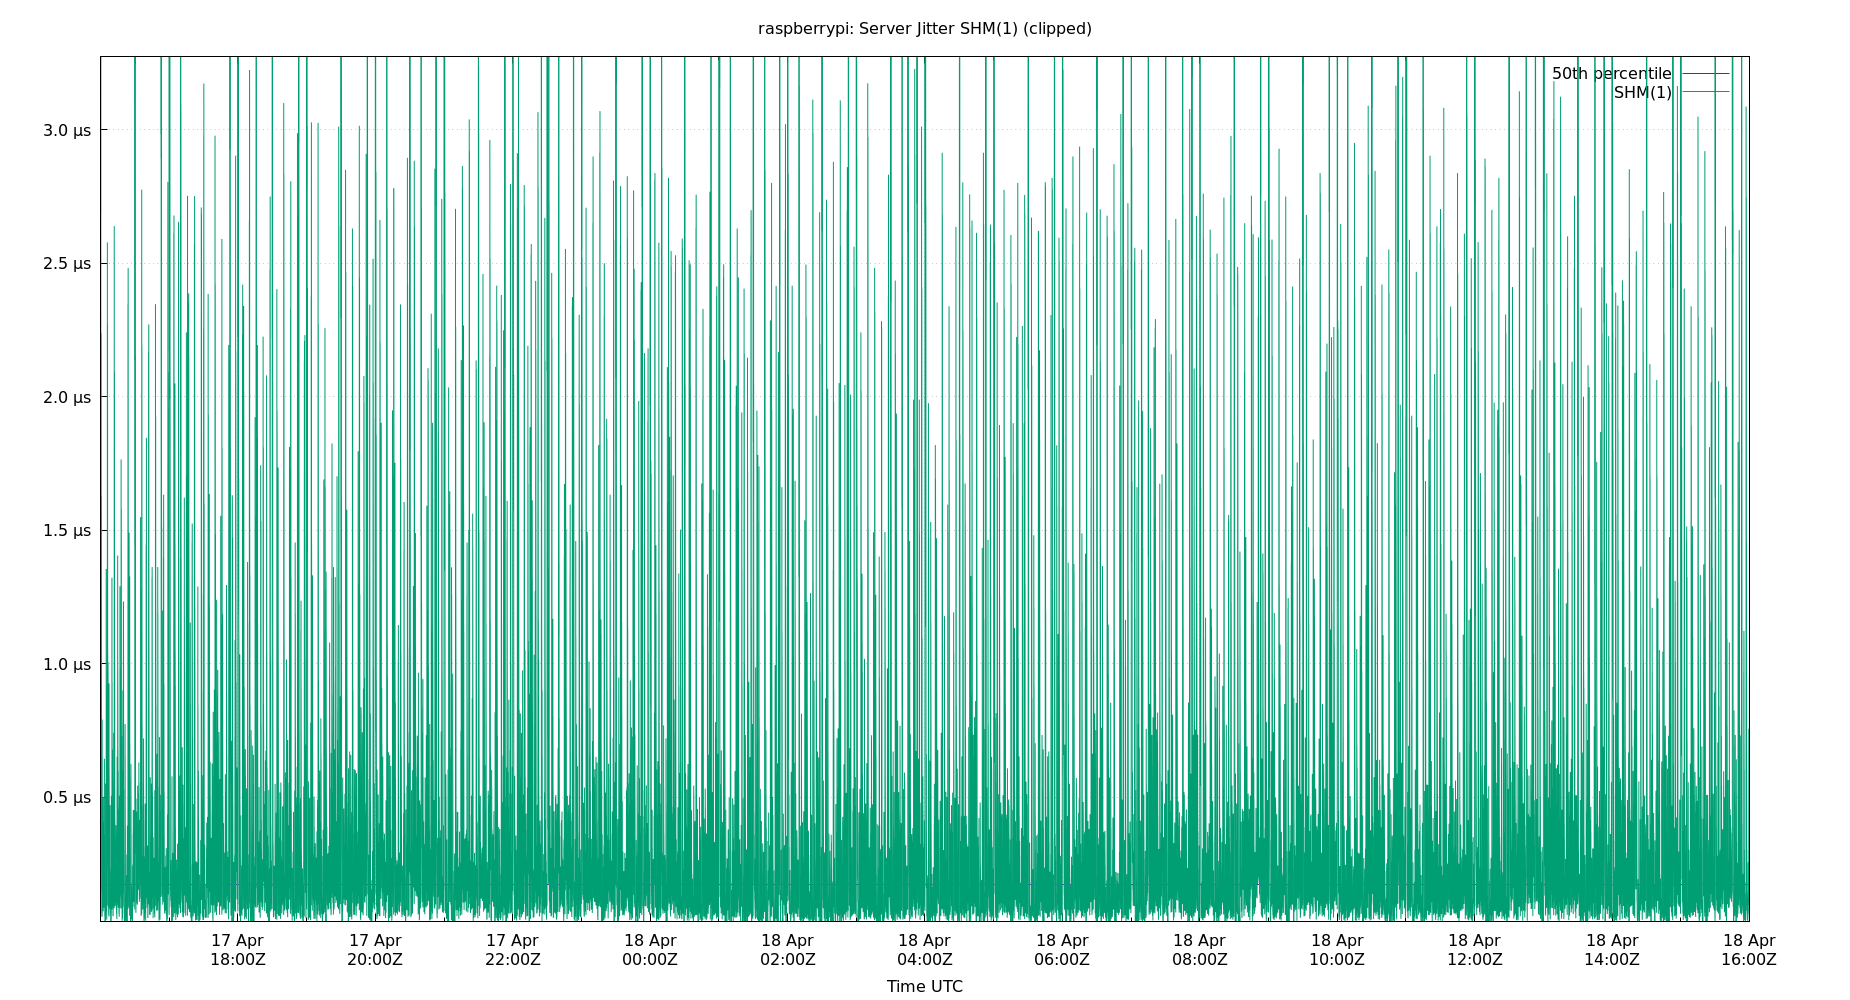 raspberrypi: Server Jitter SHM(1) (clipped)
50th percentile
SHM(1)
3.0 µs
2.5 µs
2.0 µs
1.5 µs
1.0 µs
0.5 µs
17 Apr 17 Apr 17 Apr 18 Apr 18 Apr 18 Apr 18 Apr 18 Apr 18 Apr 18 Apr 18 Apr 18 Apr
18:00Z 20:00Z 22:00Z 00:00Z 02:00Z 04:00Z 06:00Z 08:00Z 10:00Z 12:00Z 14:00Z 16:00Z
Time UTC